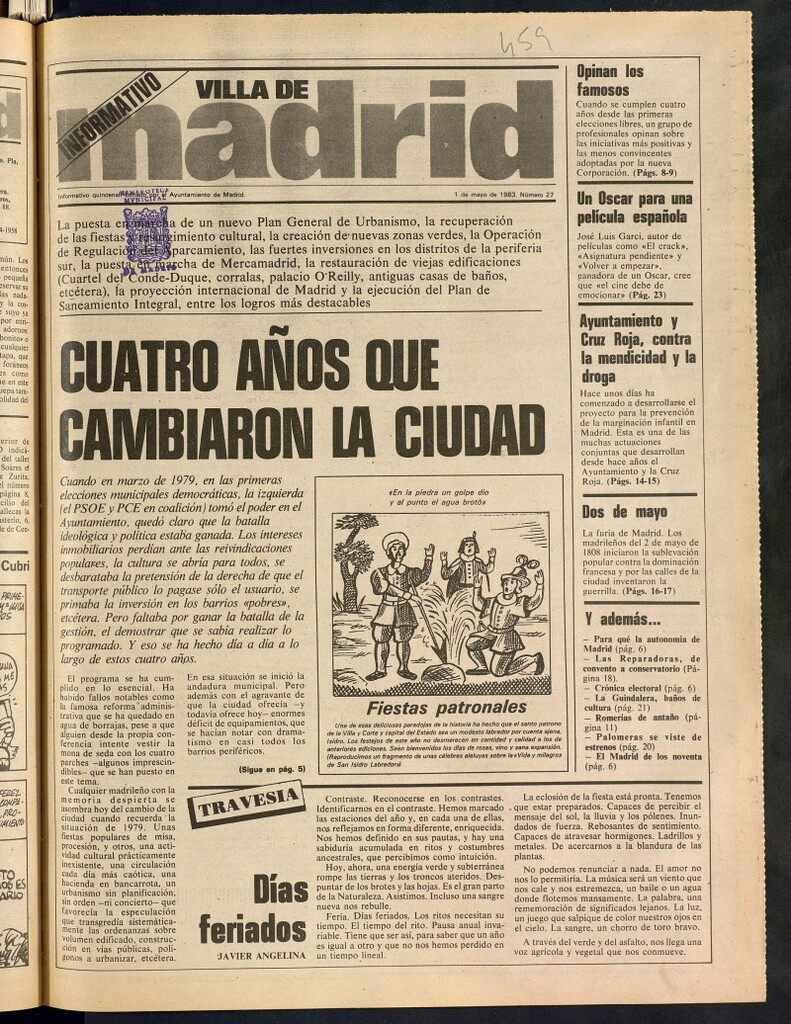 459
INFORMATIVO
VILLA DE
madrid
Informativo quincenal por el Ayuntamiento de Madrid.
1 de mayo de 1983. Número 27
HEMEROTECA
MUNICIPAL
DE MADRID
La puesta en marcha de un nuevo Plan General de Urbanismo, la recuperación
de las fiestas y resurgimiento cultural, la creación de nuevas zonas verdes, la Operación
de Regulación del Aparcamiento, las fuertes inversiones en los distritos de la periferia
sur, la puesta en marcha de Mercamadrid, la restauración de viejas edificaciones
(Cuartel del Conde-Duque, corralas, palacio O'Reilly, antiguas casas de baños,
etcétera), la proyección internacional de Madrid y la ejecución del Plan de
Saneamiento Integral, entre los logros más destacables
CUATRO AÑOS QUE
CAMBIARON LA CIUDAD
Cuando en marzo de 1979, en las primeras
elecciones municipales democráticas, la izquierda
(el PSOE y PCE en coalición) tomó el poder en el
Ayuntamiento, quedó claro que la batalla
ideológica y política estaba ganada. Los intereses
inmobiliarios perdían ante las reivindicaciones
populares, la cultura se abría para todos, se
desbarataba la pretensión de la derecha de que el
transporte público lo pagase sólo el usuario, se
primaba la inversión en los barrios «pobres»,
etcétera. Pero faltaba por ganar la batalla de la
gestión, el demostrar que se sabía realizar lo
programado. Y eso se ha hecho día a día a lo
largo de estos cuatro años.
El programa se ha cum-
plido en lo esencial. Ha
habido fallos notables como
la famosa reforma adminis-
trativa que se ha quedado en
agua de borrajas, pese a que
alguien desde la propia con-
ferencia intente vestir la
mona de seda con los cuatro
parches —algunos imprescin-
dibles— que se han puesto en
este tema.
Cualquier madrileño con la
memoria despierta se
asombra hoy del cambio de la
ciudad cuando recuerda la
situación de 1979. Unas
fiestas populares de misa,
procesión, y otros, una acti-
vidad cultural prácticamente
inexistente, una circulación
cada día más caótica, una
hacienda en bancarrota, un
urbanismo sin planificación,
sin orden —ni concierto— que
favorecía la especulación
que transgredía sistemática-
mente las ordenanzas sobre
volumen edificado, construc-
ción en vías públicas, polí-
gonos a urbanizar, etcétera.
En esa situación se inició la
andadura municipal. Pero
además con el agravante de
que la ciudad ofrecía —y
todavía ofrece hoy— enormes
déficit de equipamientos, que
se hacían notar con drama-
tismo en casi todos los
barrios periféricos.
(Sigue en pág. 5)
«En la piedra un golpe dio
y al punto el agua brotó»
Fiestas patronales
Una de esas deliciosas paradojas de la historia ha hecho que el santo patrono
de la Villa y Corte y capital del Estado sea un modesto labrador por cuenta ajena,
Isidro. Los festejos de este año no desmerecen en cantidad y calidad a los de
anteriores ediciones. Sean bienvenidos los días de rosas, vino y sana expansión.
(Reproducimos un fragmento de unas célebres aleluyas sobre la «Vida y milagros
de San Isidro Labrador»)
TRAVESIA
Días
feriados
JAVIER ANGELINA
Contraste. Reconocerse en los contrastes.
Identificarnos en el contraste. Hemos marcado
las estaciones del año y, en cada una de ellas,
nos reflejamos en forma diferente, enriquecida.
Nos hemos definido en sus pautas, y hay una
sabiduría acumulada en ritos y costumbres
ancestrales, que percibimos como intuición.
Hoy, ahora, una energía verde y subterránea
rompe las tierras y los troncos ateridos. Despun-
tan de los brotes y las hojas. Es el gran parto
de la Naturaleza. Asistimos. Incluso una sangre
nueva nos rebulle.
Feria. Días feriados. Los ritos necesitan su
tiempo. El tiempo del rito. Pausa anual inva-
riable. Tiene que ser así, para saber que un año
es igual a otro y que no nos hemos perdido en
un tiempo lineal.
La eclosión de la fiesta está pronta. Tenemos
que estar preparados. Capaces de percibir el
mensaje del sol, la lluvia y los pólenes. Inun-
dados de fuerza. Rebosantes de sentimiento.
Capaces de atravesar hormigones. Ladrillos y
metales. De acercarnos a la blandura de las
plantas.
No podemos renunciar a nada. El amor no
nos lo permitiría. La música será un viento que
nos cale y nos estremezca, un baile o un agua
donde flotemos mansamente. La palabra, una
rememoración de significados lejanos. La luz,
un juego que salpique de color nuestros ojos en
el cielo. La sangre, un chorro de toro bravo.
A través del verde y del asfalto, nos llega una
voz agrícola y vegetal que nos conmueve.
Opinan los
famosos
Cuando se cumplen cuatro
años desde las primeras
elecciones libres, un grupo de
profesionales opinan sobre
las iniciativas más positivas y
las menos convincentes
adoptadas por la nueva
Corporación. (Págs. 8-9)
Un Oscar para una
película española
José Luis Garci, autor de
películas como «El crack»,
«Asignatura pendiente» y
«Volver a empezar»,
ganadora de un Oscar, cree
que «el cine debe de
emocionar» (Pág. 23)
Ayuntamiento y
Cruz Roja, contra
la mendicidad y la
droga
Hace unos días ha
comenzado a desarrollarse el
proyecto para la prevención
de la marginación infantil en
Madrid. Esta es una de las
muchas actuaciones
conjuntas que desarrollan
desde hace años el
Ayuntamiento y la Cruz
Roja. (Págs. 14-15)
Dos de mayo
La furia de Madrid. Los
madrileños del 2 de mayo de
1808 iniciaron la sublevación
popular contra la dominación
francesa y por las calles de la
ciudad inventaron la
guerrilla. (Págs. 16-17)
Y además...
— Para qué la autonomía de
Madrid (pág. 6)
— Las Reparadoras, de
convento a conservatorio (Pá-
gina 18).
— Crónica electoral (pág. 6)
— La Guindalera, baños de
cultura (pág. 21)
— Romerías de antaño (pá-
gina 11)
— Palomeras se viste de
estrenos (pág. 20)
— El Madrid de los noventa
(pág. 6)
Cubri